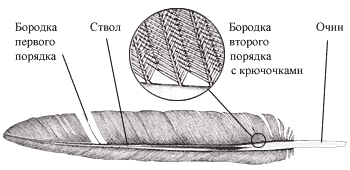 Бородка
первого
порядка
Ствол
Бородка
второго
порядка
с крючочками
Очин